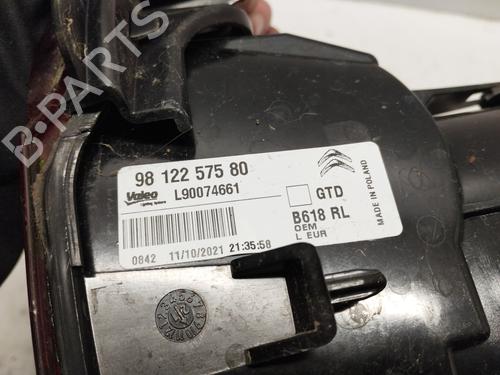 B-PARTS
98 122 575 80
Valeo
L90074661
GTD
B618 RL
OEM
L EUR
MADE IN POLAND
0842 11/10/2021 21:35:58